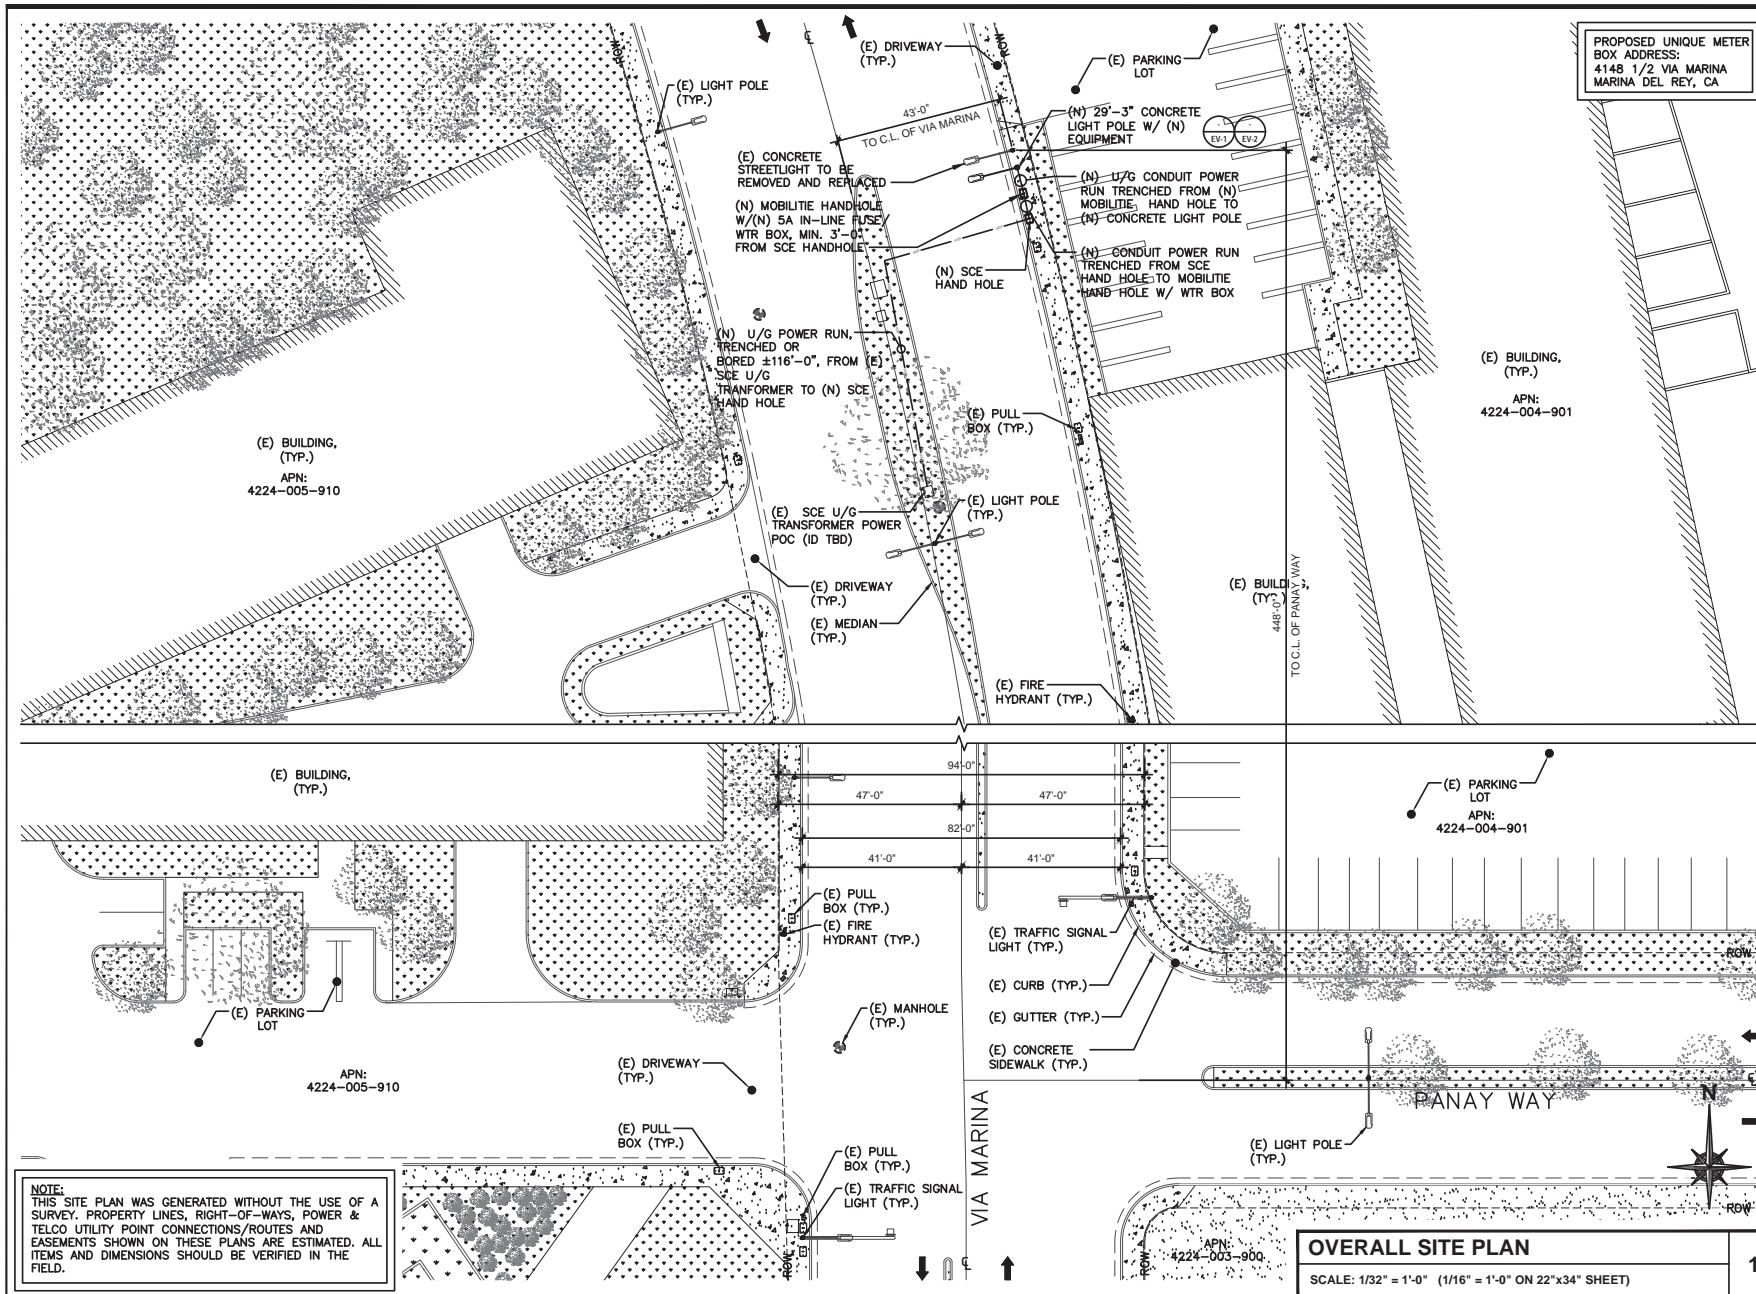 PROPOSED UNIQUE METER
BOX ADDRESS:
4148 1/2 VIA MARINA
MARINA DEL REY, CA
ROW
ROW
(E) DRIVEWAY
(TYP.)
(E) PARKING
LOT
(E) LIGHT POLE
(TYP.)
43'-0"
TO C.L. OF VIA MARINA
(N) 29'-3" CONCRETE
LIGHT POLE W/ (N)
EQUIPMENT
EV-1
EV-2
(E) CONCRETE
STREETLIGHT TO BE
REMOVED AND REPLACED
(N) MOBILITIE HANDHOLE
W/(N) 5A IN-LINE FUSE/
WTR BOX, MIN. 3'-0"
FROM SCE HANDHOLE
(N) U/G CONDUIT POWER
RUN TRENCHED FROM (N)
MOBILITIE HAND HOLE TO
(N) CONCRETE LIGHT POLE
(N) SCE
HAND HOLE
(N) CONDUIT POWER RUN
TRENCHED FROM SCE
HAND HOLE TO MOBILITIE
HAND HOLE W/ WTR BOX
(N) U/G POWER RUN,
TRENCHED OR
BORED ±116'-0", FROM (E)
SCE U/G
TRANFORMER TO (N) SCE
HAND HOLE
(E) BUILDING,
(TYP.)
APN:
4224-004-901
(E) PULL
BOX (TYP.)
(E) BUILDING,
(TYP.)
APN:
4224-005-910
(E) SCE U/G
TRANSFORMER POWER
POC (ID TBD)
(E) LIGHT POLE
(TYP.)
(E) DRIVEWAY
(TYP.)
(E) MEDIAN
(TYP.)
448'-0"
TO C.L. OF PANAY WAY
(E) FIRE
HYDRANT (TYP.)
(E) BUILDING,
(TYP.)
94'-0"
47'-0"
47'-0"
82'-0"
41'-0"
41'-0"
(E) PARKING
LOT
APN:
4224-004-901
(E) PULL
BOX (TYP.)
(E) FIRE
HYDRANT (TYP.)
(E) TRAFFIC SIGNAL
LIGHT (TYP.)
ROW
(E) CURB (TYP.)
(E) GUTTER (TYP.)
(E) CONCRETE
SIDEWALK (TYP.)
(E) MANHOLE
(TYP.)
(E) PARKING
LOT
APN:
4224-005-910
(E) DRIVEWAY
(TYP.)
PANAY WAY
VIA MARINA
N
(E) PULL
BOX (TYP.)
(E) PULL
BOX (TYP.)
(E) TRAFFIC SIGNAL
LIGHT (TYP.)
(E) LIGHT POLE
(TYP.)
ROW
ROW
ROW
APN:
4224-003-900
NOTE:
THIS SITE PLAN WAS GENERATED WITHOUT THE USE OF A
SURVEY. PROPERTY LINES, RIGHT-OF-WAYS, POWER &
TELCO UTILITY POINT CONNECTIONS/ROUTES AND
EASEMENTS SHOWN ON THESE PLANS ARE ESTIMATED. ALL
ITEMS AND DIMENSIONS SHOULD BE VERIFIED IN THE
FIELD.
OVERALL SITE PLAN
SCALE: 1/32" = 1'-0" (1/16" = 1'-0" ON 22"x34" SHEET)
1